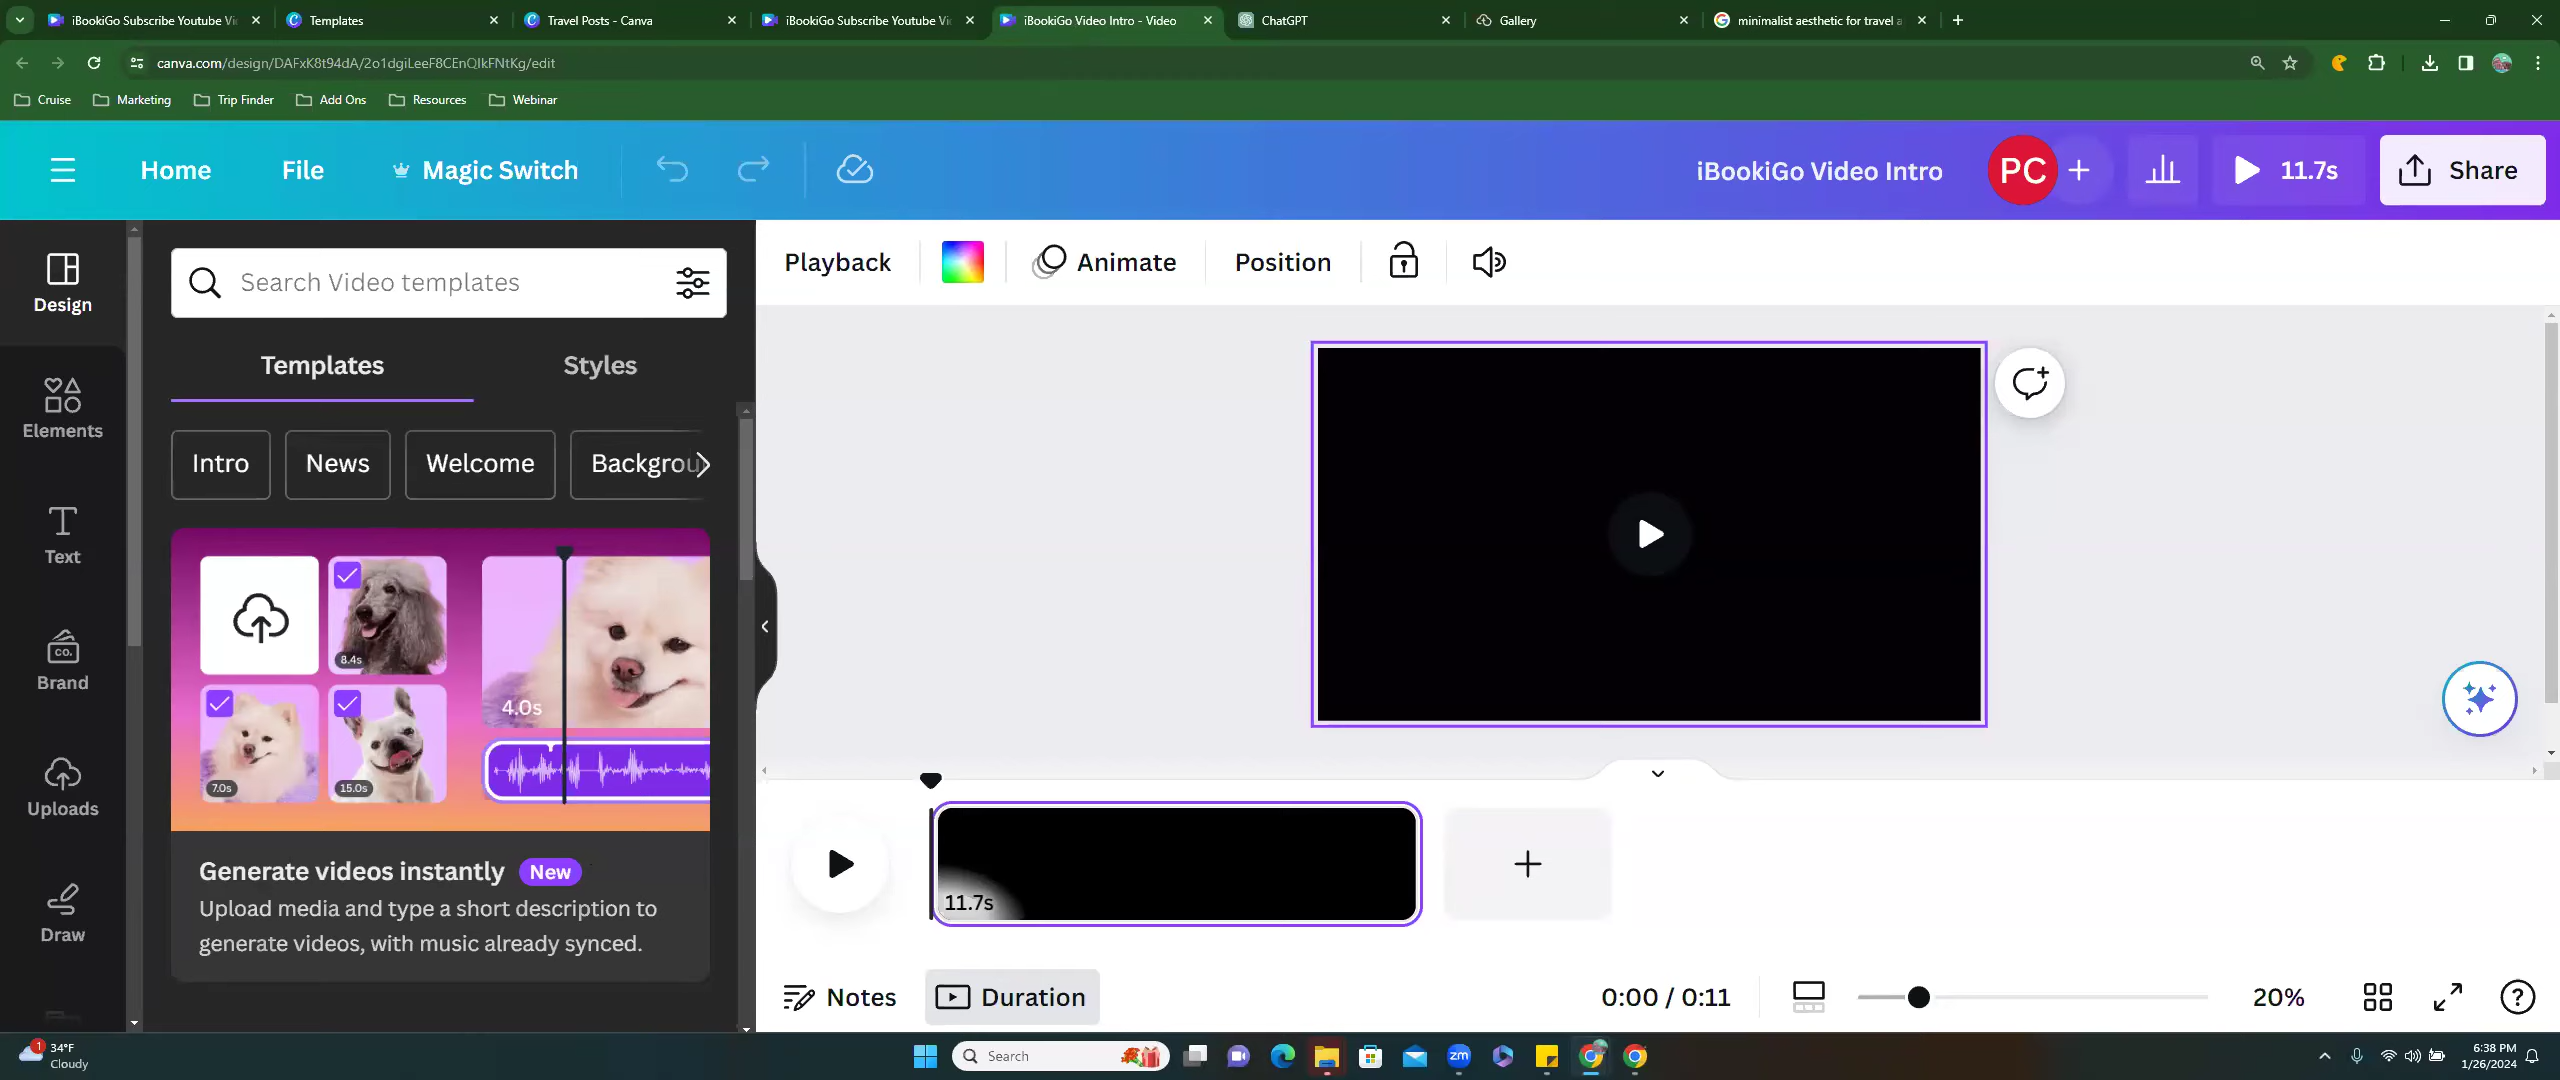 iBookiGo Subscribe Youtube Vi
Templates
Travel Posts - Canva
iBookiGo Subscribe Youtube Vi
iBookiGo Video Intro - Video
ChatGPT
Gallery
minimalist aesthetic for travel a
canva.com/design/DAFxK8t94dA/2o1dgiLeeF8CEnQIkFNtKg/edit
Cruise
Marketing
Trip Finder
Add Ons
Resources
Webinar
Home
File
Magic Switch
iBookiGo Video Intro
PC
11.7s
Share
Design
Elements
Text
Brand
CO.
Uploads
Draw
Search Video templates
Templates
Styles
Intro
News
Welcome
Backgrou
8.4s
7.0s
15.0s
4.0s
Generate videos instantly New
Upload media and type a short description to
generate videos, with music already synced.
Playback
Animate
Position
11.7s
Notes
Duration
0:00 / 0:11
20%
1
34°F
Cloudy
Search
zm
6:38 PM
1/26/2024